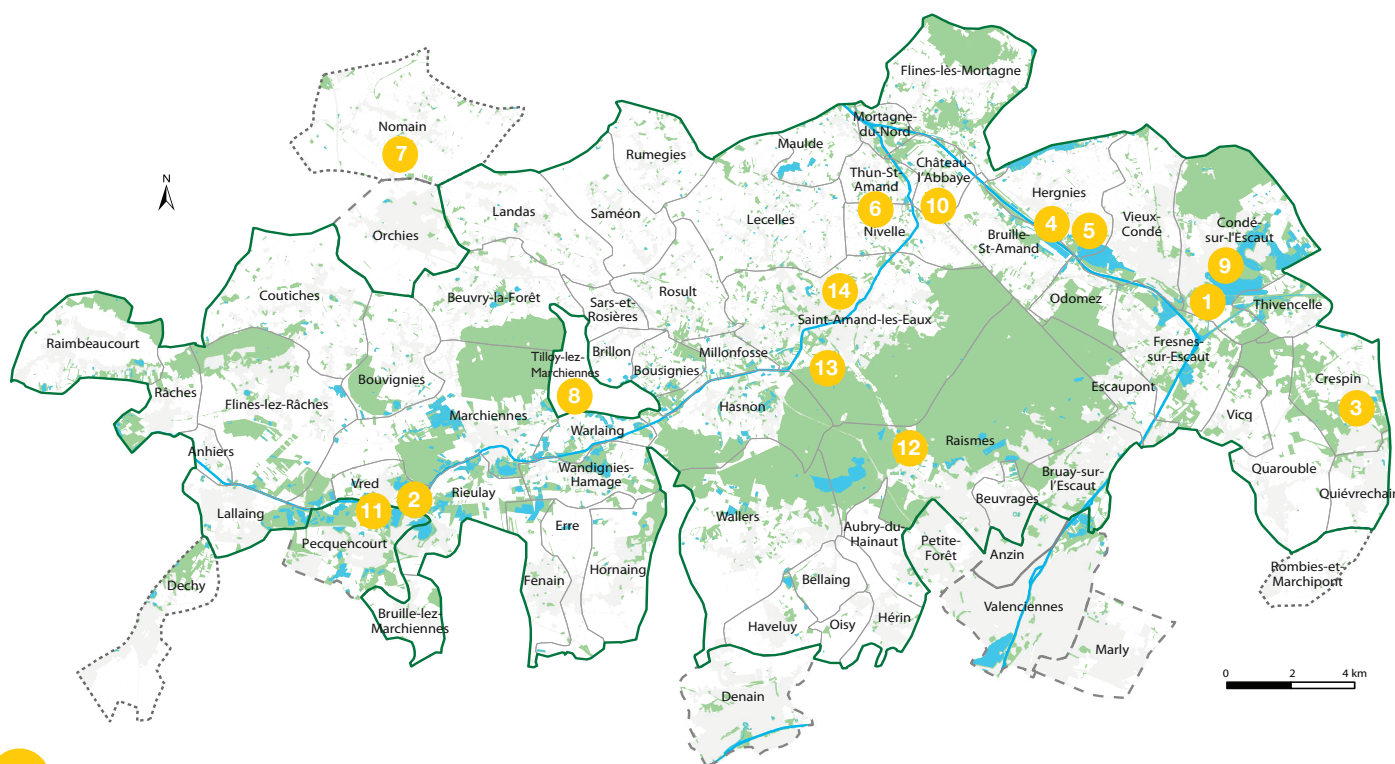 Flines-lès-Mortagne
Mortagne-
du-Nord
Nomain
7
Maulde
Rumegies
Château-
l'Abbaye
Thun-St-
Amand
N
Hergnies
6
10
Landas
Saméon
Lecelles
Vieux-
Condé
Condé-
sur-l'Escaut
4
5
Nivelle
Orchies
Bruille-
St-Amand
9
14
Coutiches
Beuvry-la-Forêt
Rosult
Sars-et-
Rosières
Odomez
1
Thivencelle
Saint-Amand-les-Eaux
Raimbeaucourt
Fresnes-
sur-Escaut
Tilloy-lez-
Marchiennes
Brillon
Millonfosse
Bousignies
13
Bouvignies
Crespin
Escaupont
Râches
8
Flines-lez-Râches
Hasnon
3
Marchiennes
Vicq
Warlaing
Raismes
12
Anhiers
Wandignies-
Hamage
Quarouble
Bruay-sur-
l'Escaut
Vred
Rieulay
2
Quiévrechain
Beuvrages
11
Lallaing
Wallers
Erre
Aubry-du-
Hainaut
Petite-
Forêt
Pecquencourt
Anzin
Hornaing
Fenain
Bellaing
Rombies-et-
Marchipont
Dechy
Valenciennes
Bruille-lez-
Marchiennes
Haveluy
Oisy
Hérin
Marly
0 2 4 km
Denain